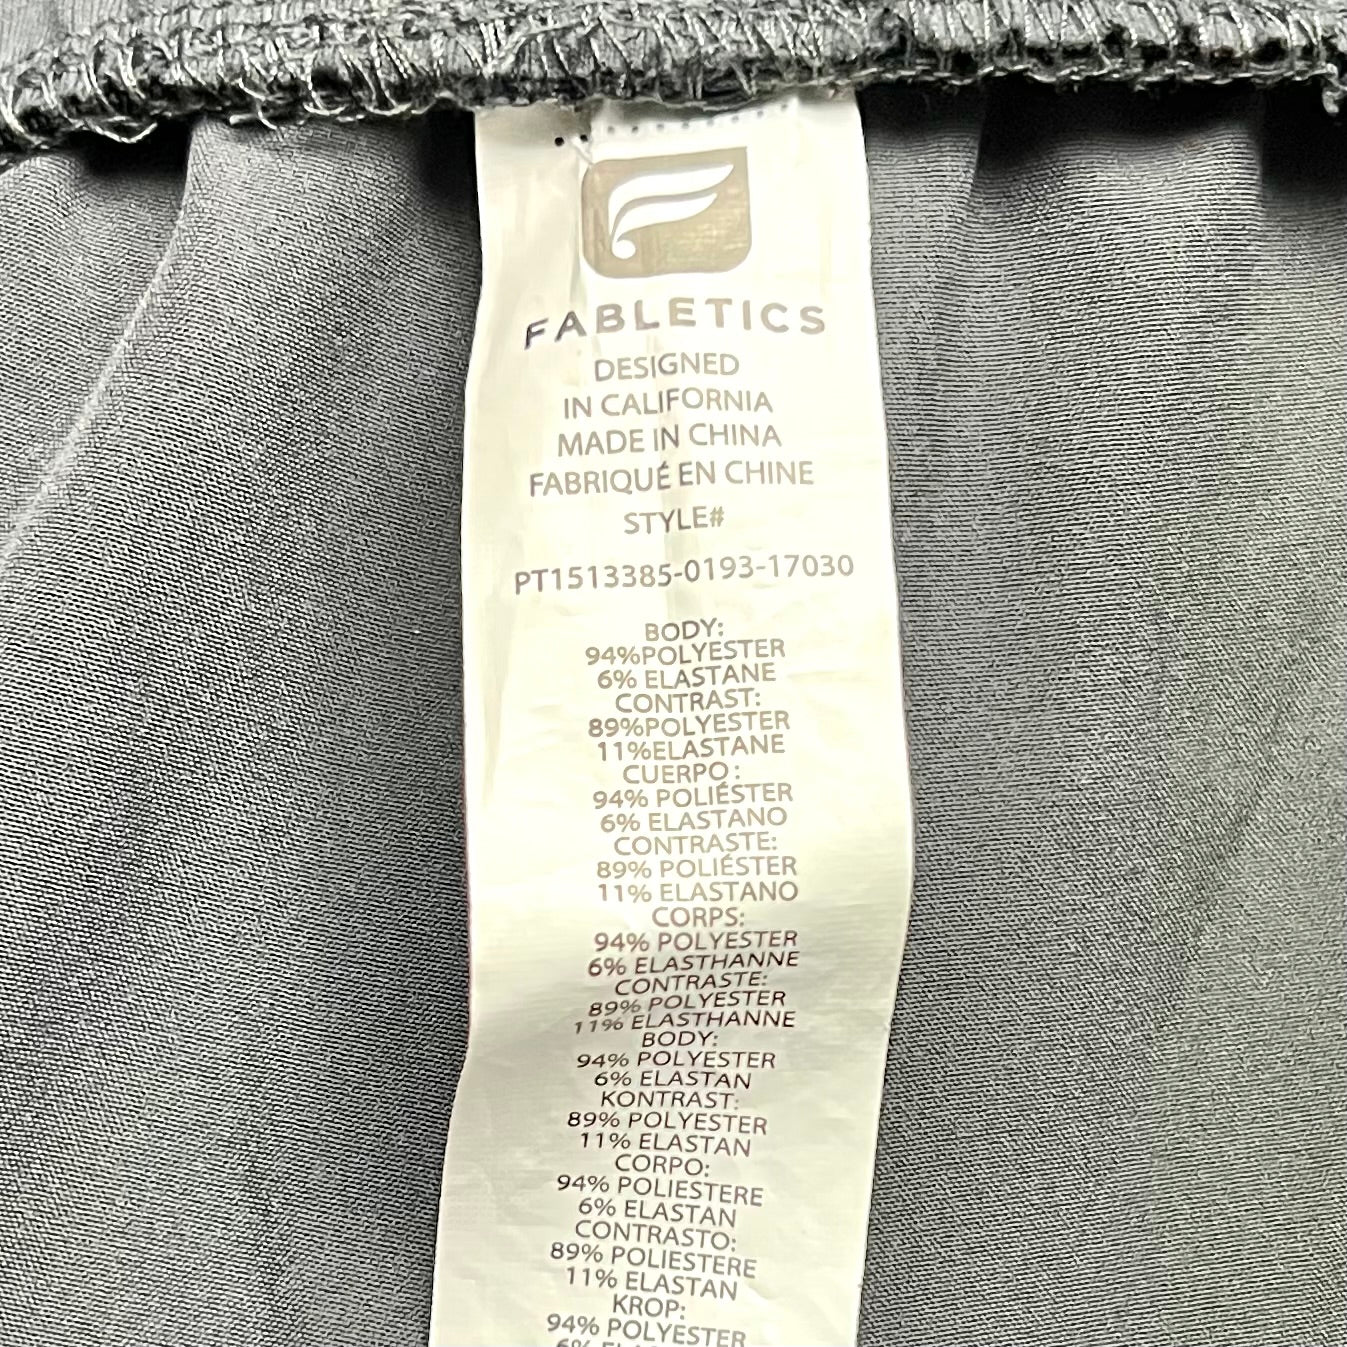 FABLETICS
DESIGNED
IN CALIFORNIA
MADE IN CHINA
FABRIQUÉ EN CHINE
STYLE#
PT1513385-0193-17030
BODY:
94%POLYESTER
6% ELASTANE
CONTRAST:
89%POLYESTER
11%ELASTANE
CUERPO:
94% POLIÉSTER
6% ELASTANO
CONTRASTE:
89% POLIÉSTER
11% ELASTANO
CORPS:
94% POLYESTER
6% ELASTHANNE
CONTRASTE:
89% POLYESTER
11% ELASTHANNE
BODY:
94% POLYESTER
6% ELASTAN
KONTRAST:
89% POLYESTER
11% ELASTAN
CORPO:
94% POLIESTERE
6% ELASTAN
CONTRASTO:
89% POLIESTERE
11% ELASTAN
KROP:
94% POLYESTER